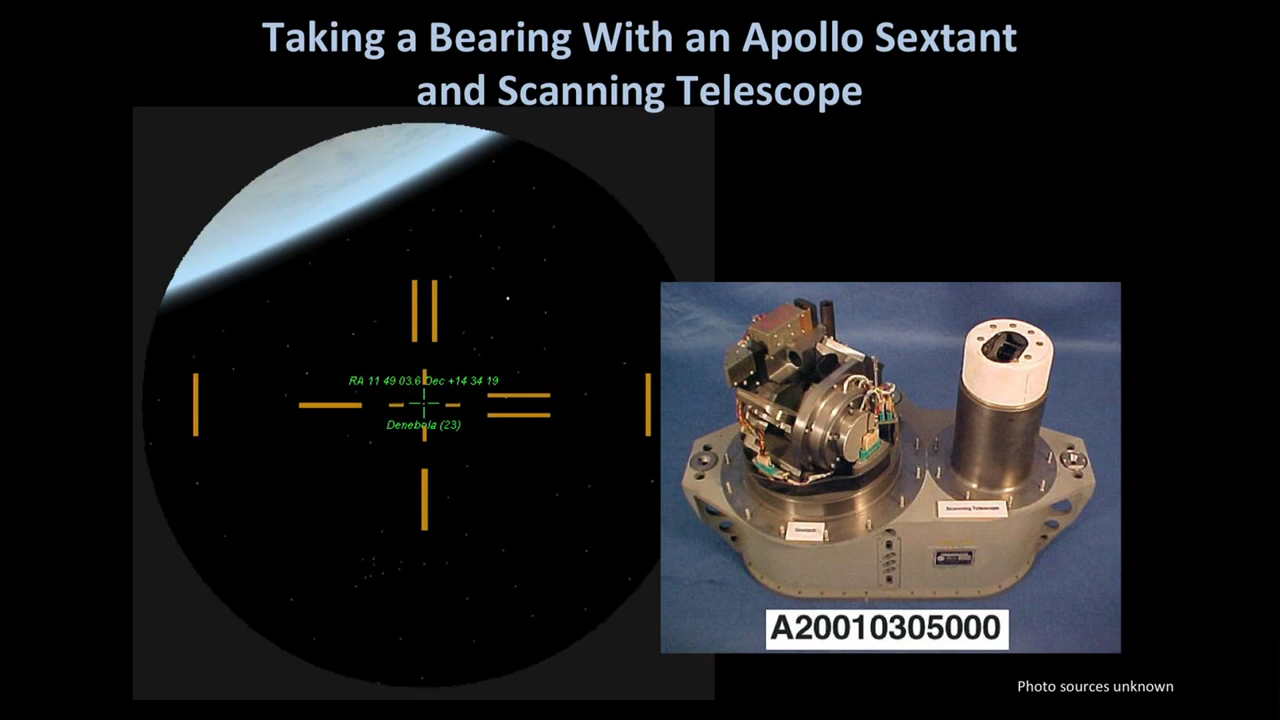 Taking a Bearing With an Apollo Sextant
and Scanning Telescope
RA 11 49 03.6 Dec +14 34 19
Denebola (23)
Sextant
Scanning Telescope
A20010305000
Photo sources unknown